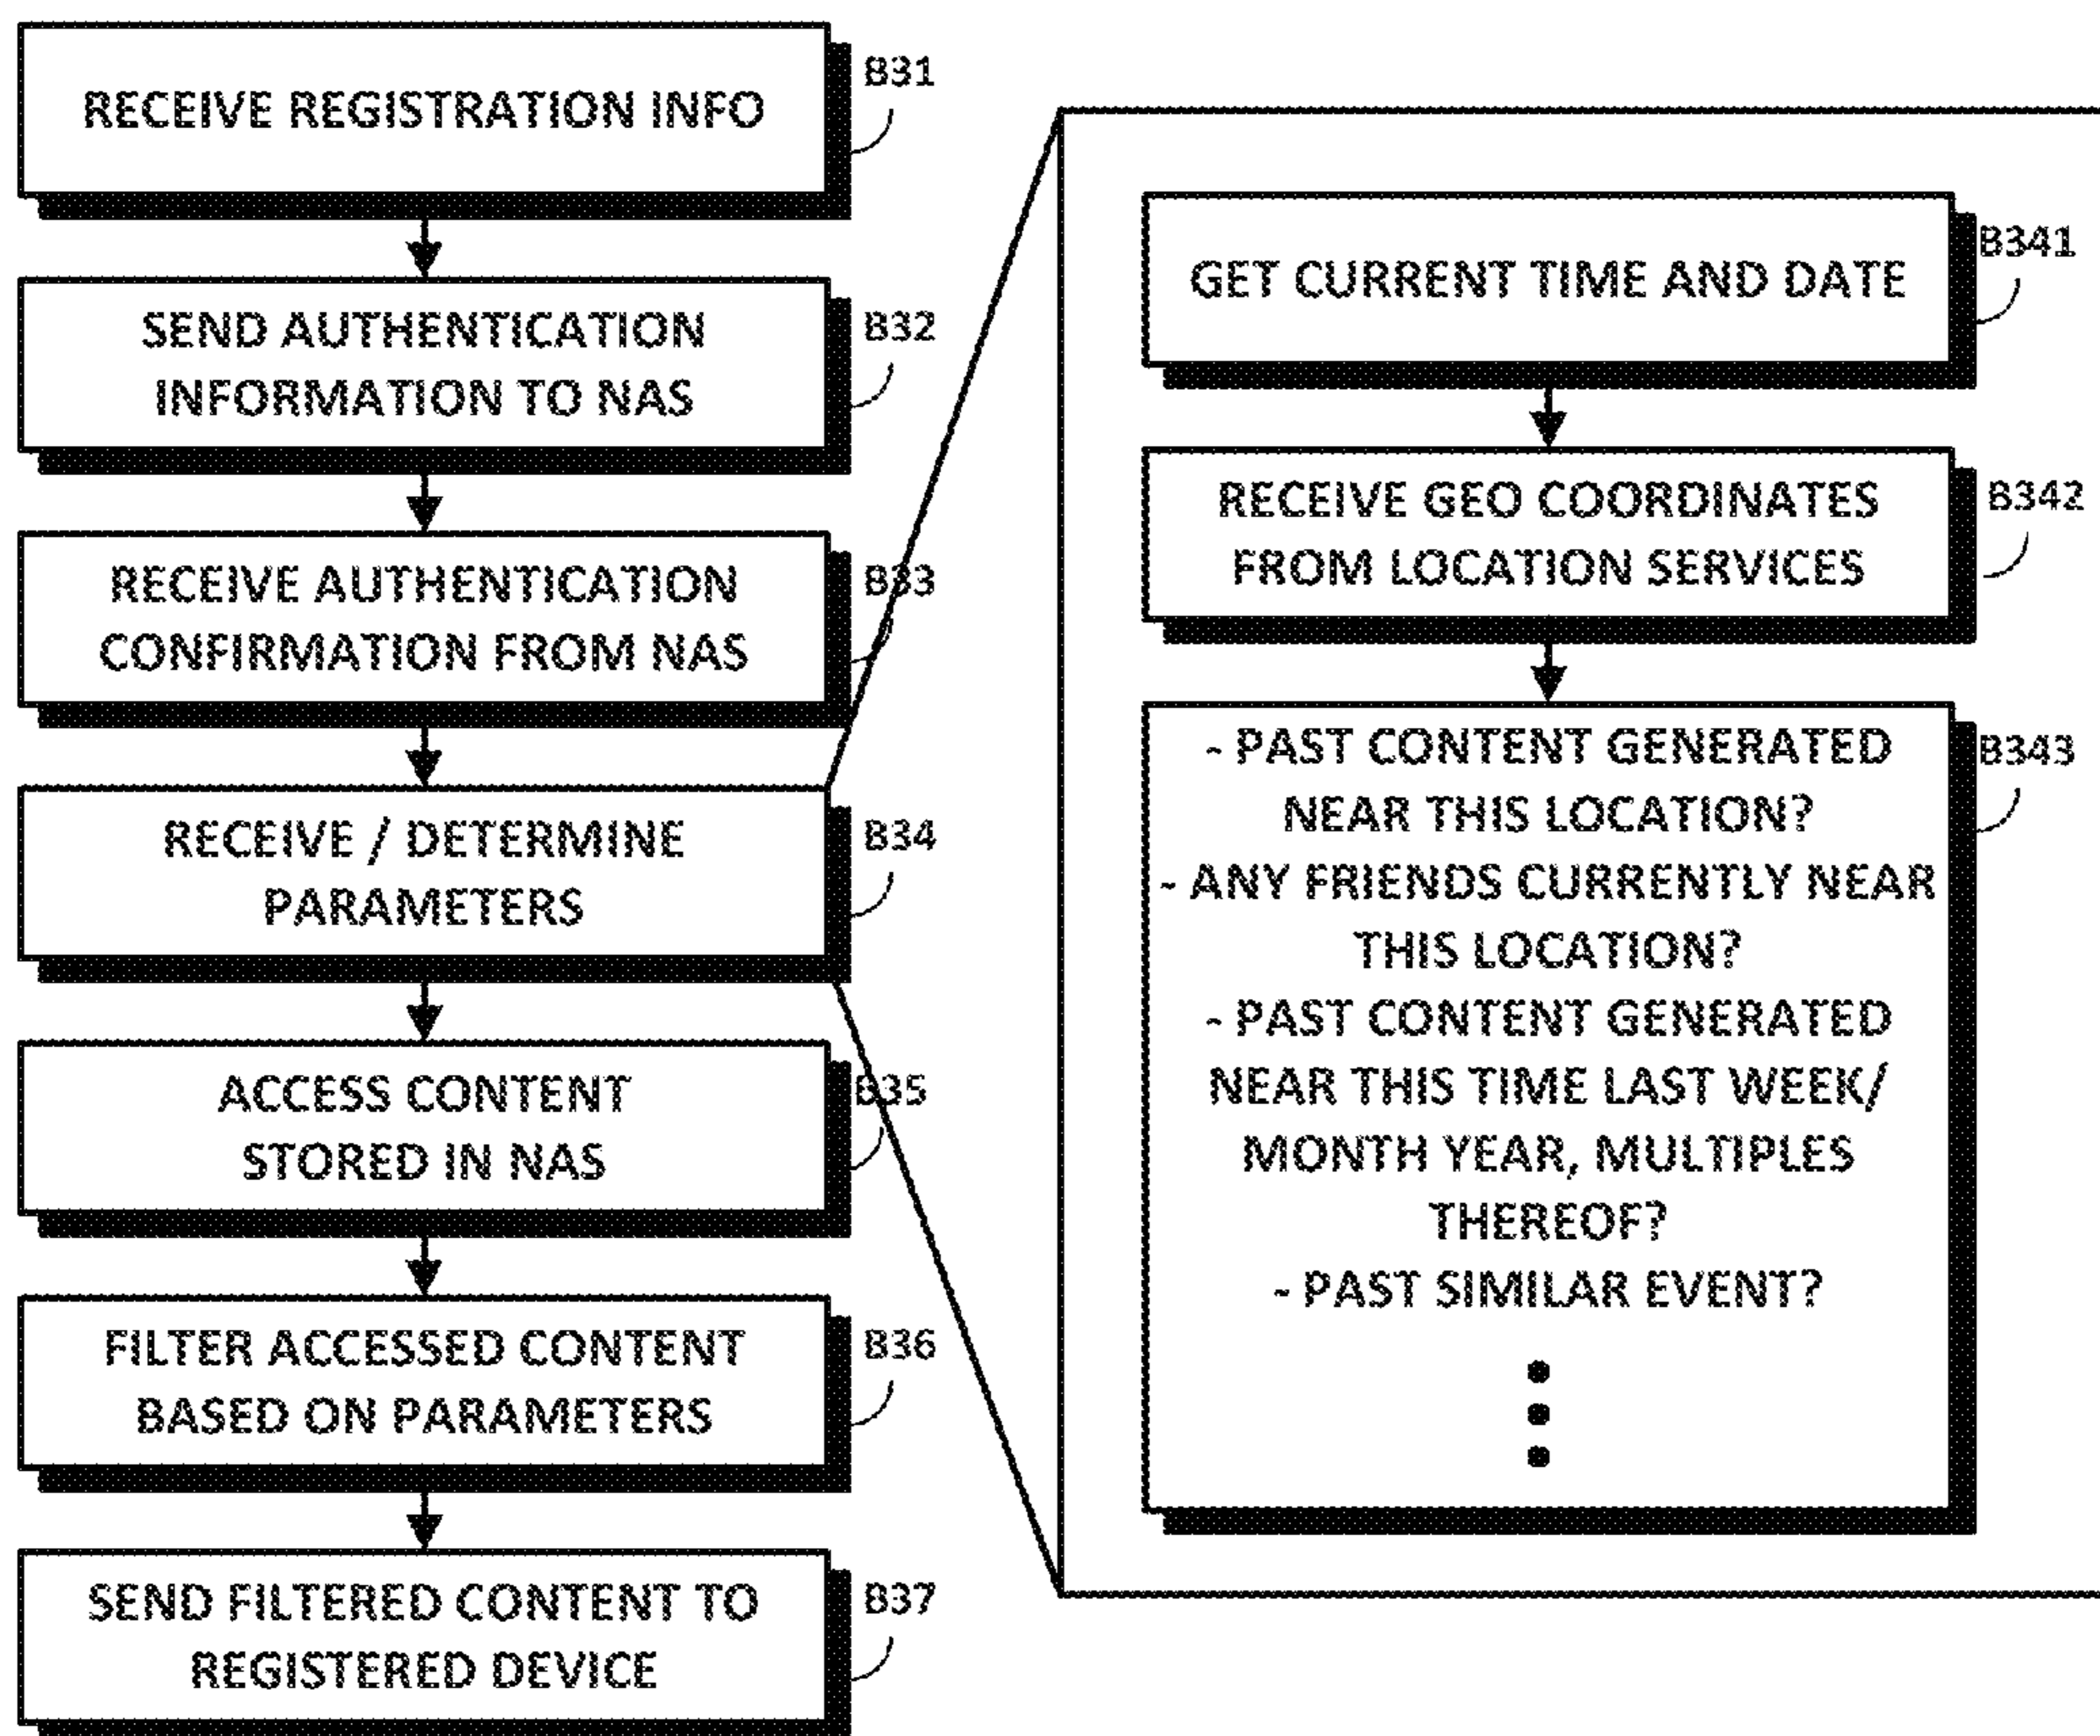 RECEIVE REGISTRATION INFO
B31
SEND AUTHENTICATION
INFORMATION TO NAS
B32
RECEIVE AUTHENTICATION
CONFIRMATION FROM NAS
B33
RECEIVE / DETERMINE
PARAMETERS
B34
ACCESS CONTENT
STORED IN NAS
B35
FILTER ACCESSED CONTENT
BASED ON PARAMETERS
B36
SEND FILTERED CONTENT TO
REGISTERED DEVICE
B37
GET CURRENT TIME AND DATE
B341
RECEIVE GEO COORDINATES
FROM LOCATION SERVICES
B342
- PAST CONTENT GENERATED
NEAR THIS LOCATION?
- ANY FRIENDS CURRENTLY NEAR
THIS LOCATION?
- PAST CONTENT GENERATED
NEAR THIS TIME LAST WEEK/
MONTH YEAR, MULTIPLES
THEREOF?
- PAST SIMILAR EVENT?
B343